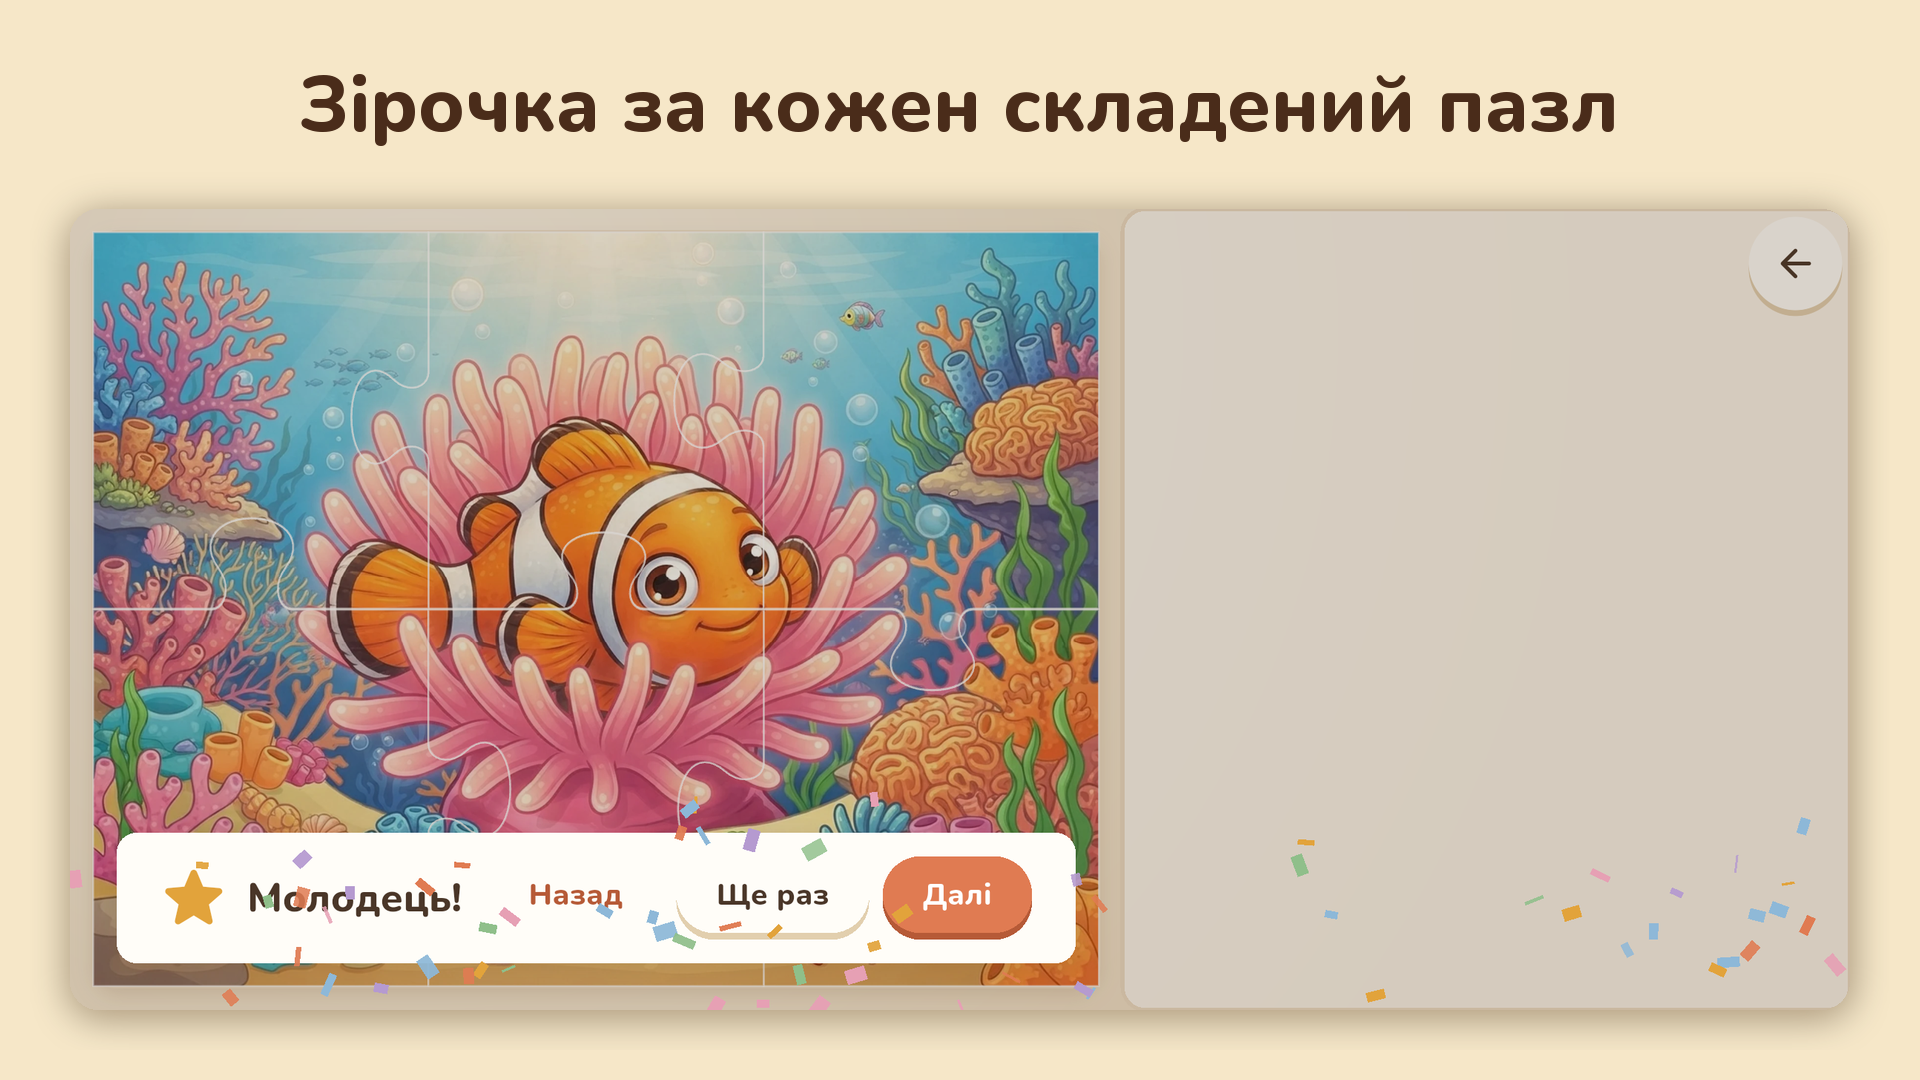 Зірочка за кожен складений пазл
Молодець!
Назад
Ще раз
Далі